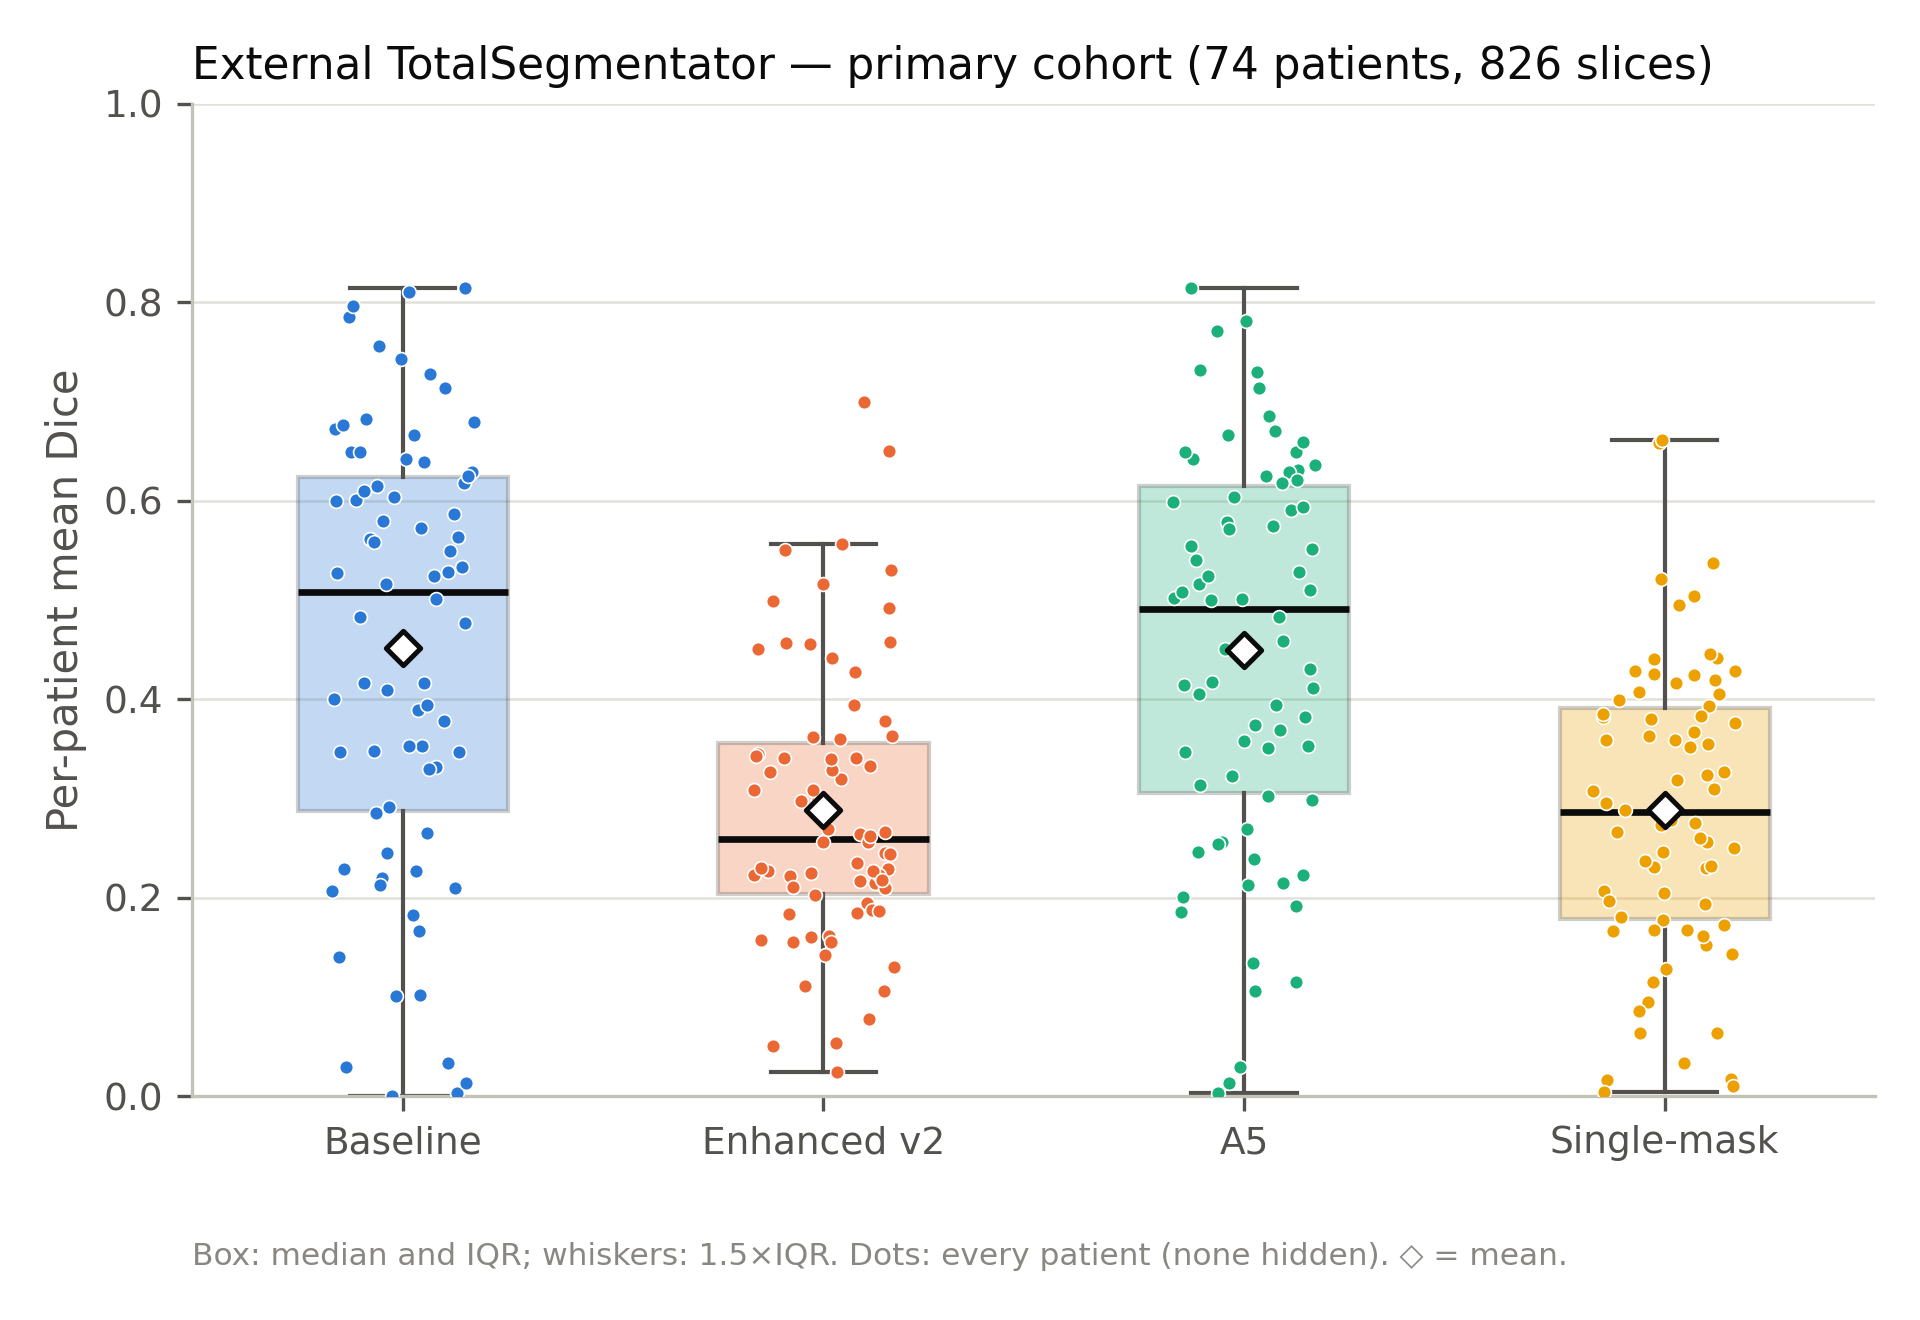 External TotalSegmentator — primary cohort (74 patients, 826 slices)
1.0
0.8
0.6
0.4
0.2
0.0
Per-patient mean Dice
Baseline
Enhanced v2
A5
Single-mask
Box: median and IQR; whiskers: 1.5×IQR. Dots: every patient (none hidden). ◇ = mean.